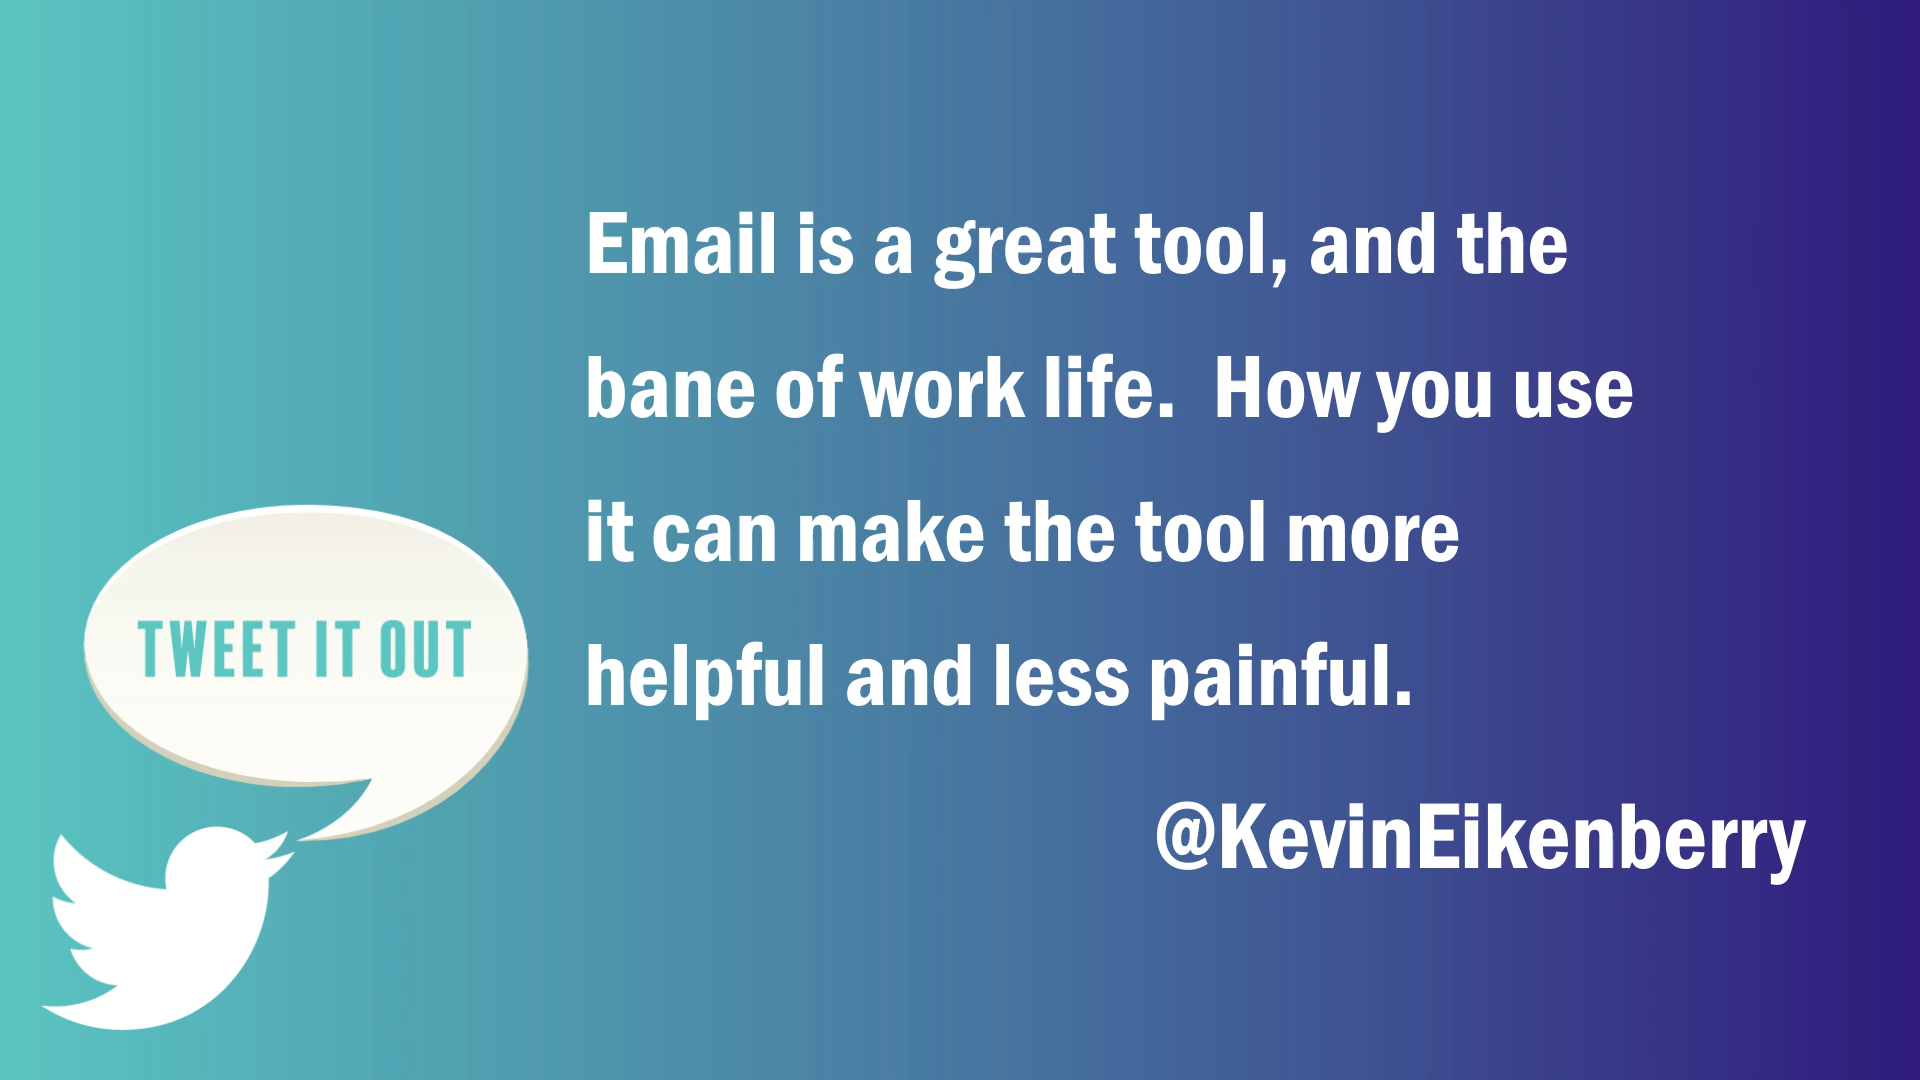 Email is a great tool, and the
bane of work life.  How you use
it can make the tool more
helpful and less painful.
TWEET IT OUT
@KevinEikenberry